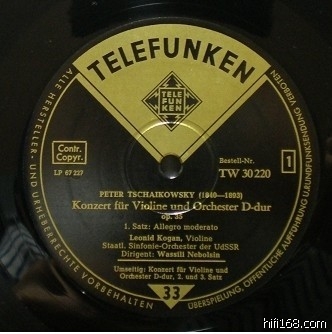 TELEFUNKEN
TELE
FUN
KEN
ALLE HERSTELLER- UND URHEBERRECHTE VORBEHALTEN
ÜBERSPIELUNG, ÖFFENTLICHE AUFFÜHRUNG U. RUNDFUNKSENDUNG VERBOTEN
Contr.
Copyr.
LP 67 227
Bestell-Nr.
TW 30 220
1
PETER TSCHAIKOWSKY (1840—1893)
Konzert für Violine und Orchester D-dur
op. 35
1. Satz: Allegro moderato
Leonid Kogan, Violine
Staatl. Sinfonie-Orchester der UdSSR
Dirigent: Wassili Nebolsin
Umseitig: Konzert für Violine und
Orchester D-dur, 2. und 3. Satz
33
hifi168.com